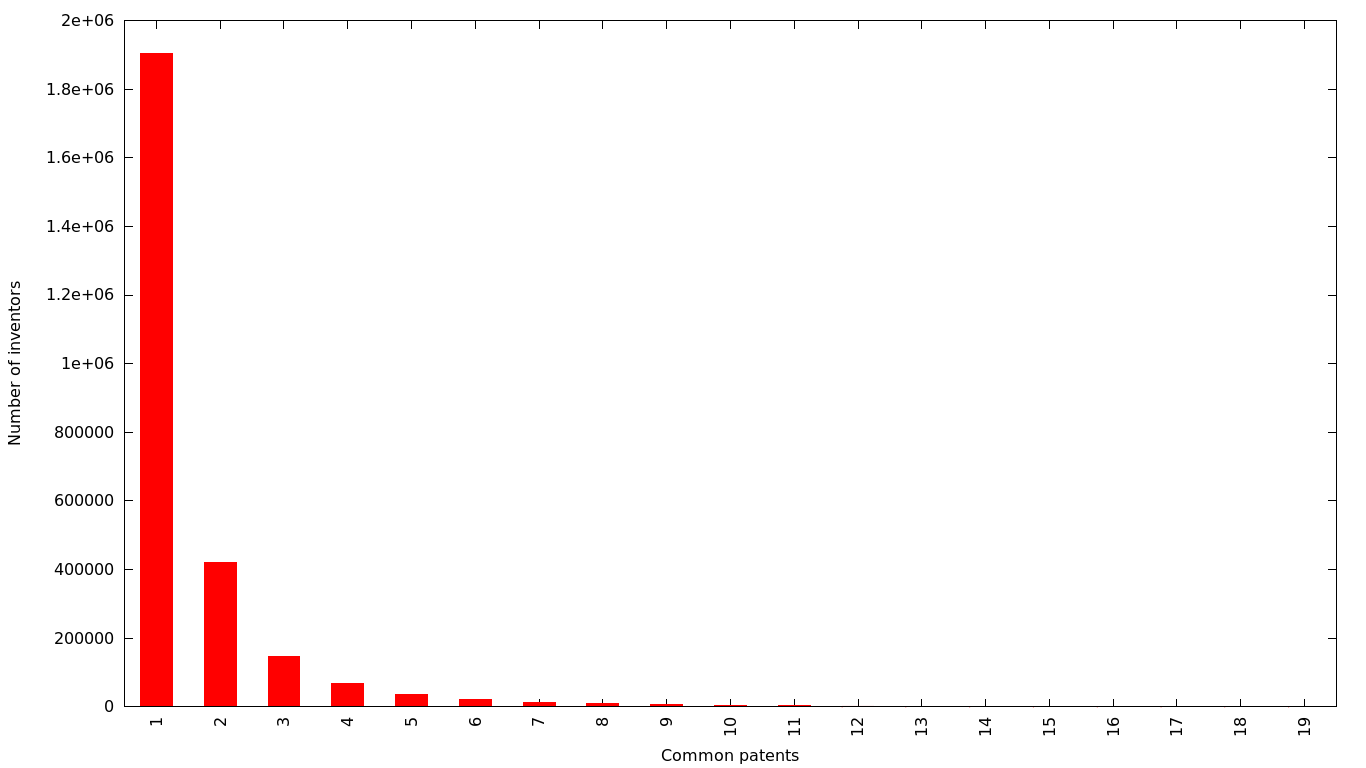 2e+06
1.8e+06
1.6e+06
1.4e+06
1.2e+06
1e+06
800000
600000
400000
200000
0
Number of inventors
1 2 3 4 5 6 7 8 9 10 11 12 13 14 15 16 17 18 19
Common patents